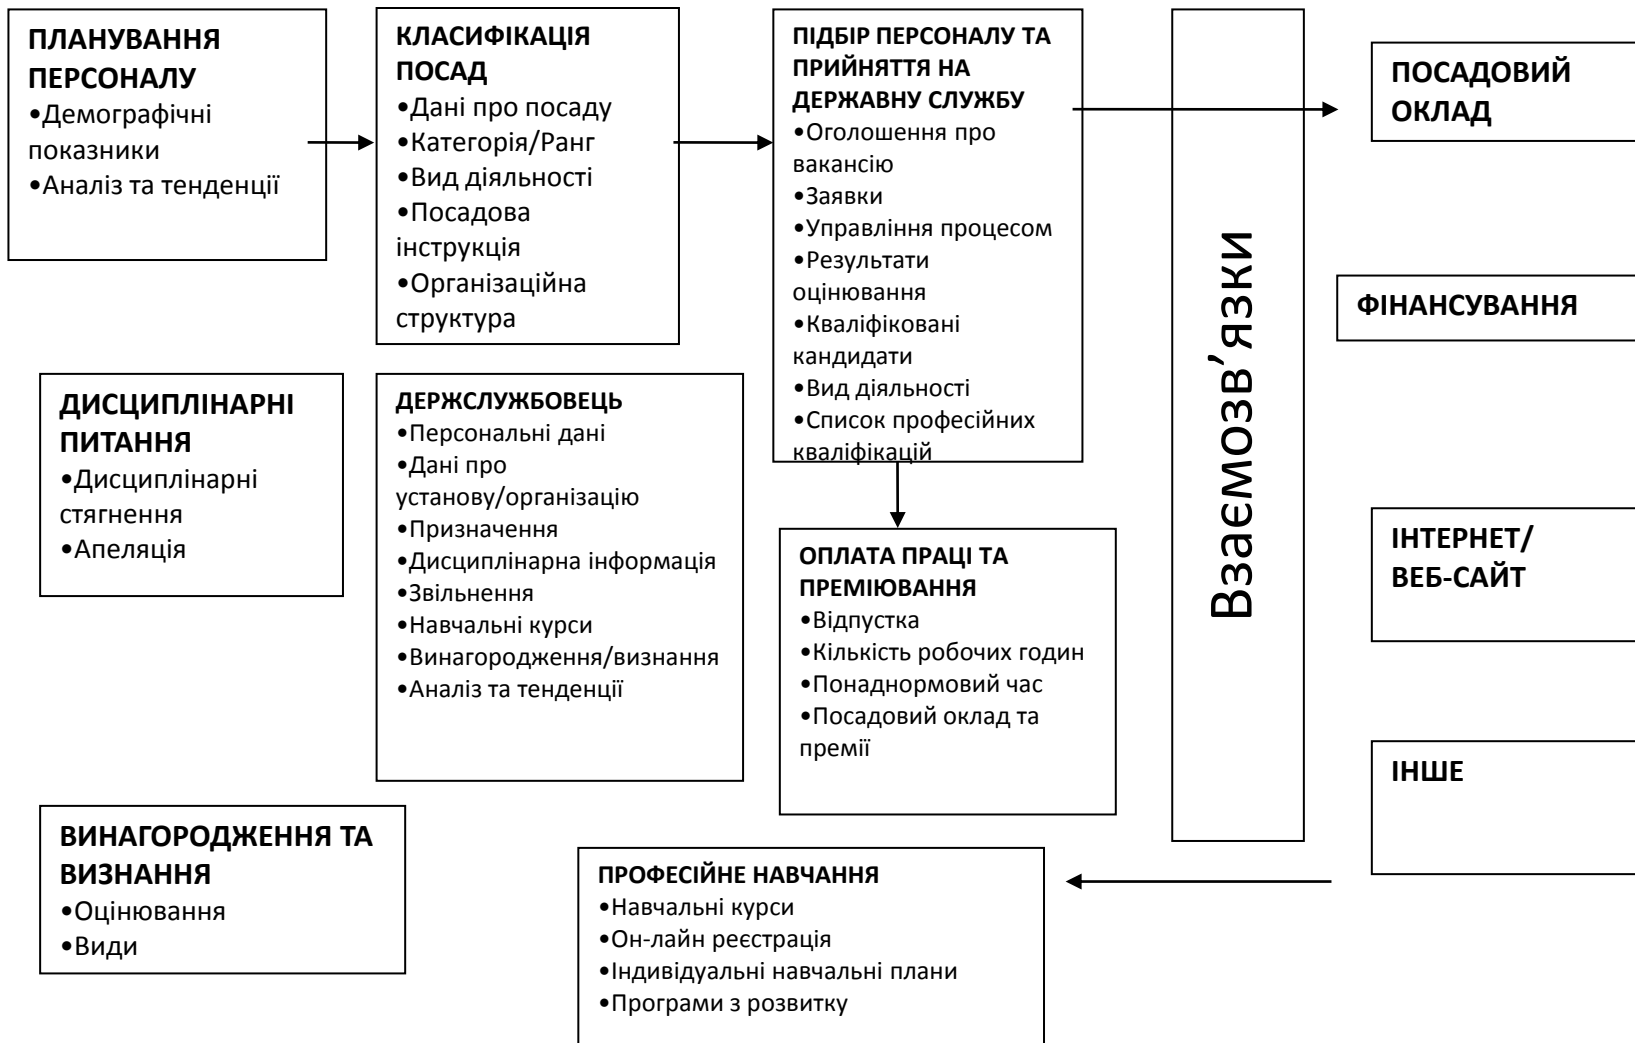 ПЛАНУВАННЯ
ПЕРСОНАЛУ
•Демографічні
показники
•Аналіз та тенденції
КЛАСИФІКАЦІЯ
ПОСАД
•Дані про посаду
•Категорія/Ранг
•Вид діяльності
•Посадова
інструкція
•Організаційна
структура
ПІДБІР ПЕРСОНАЛУ ТА
ПРИЙНЯТТЯ НА
ДЕРЖАВНУ СЛУЖБУ
•Оголошення про
вакансію
•Заявки
•Управління процесом
•Результати
оцінювання
•Кваліфіковані
кандидати
•Вид діяльності
•Список професійних
кваліфікацій
Взаємозв’язки
ПОСАДОВИЙ
ОКЛАД
ФІНАНСУВАННЯ
ДИСЦИПЛІНАРНІ
ПИТАННЯ
•Дисциплінарні
стягнення
•Апеляція
ДЕРЖСЛУЖБОВЕЦЬ
•Персональні дані
•Дані про
установу/організацію
•Призначення
•Дисциплінарна інформація
•Звільнення
•Навчальні курси
•Винагородження/визнання
•Аналіз та тенденції
ОПЛАТА ПРАЦІ ТА
ПРЕМІЮВАННЯ
•Відпустка
•Кількість робочих годин
•Понаднормовий час
•Посадовий оклад та
премії
ІНТЕРНЕТ/
ВЕБ-САЙТ
ІНШЕ
ВИНАГОРОДЖЕННЯ ТА
ВИЗНАННЯ
•Оцінювання
•Види
ПРОФЕСІЙНЕ НАВЧАННЯ
•Навчальні курси
•Он-лайн реєстрація
•Індивідуальні навчальні плани
•Програми з розвитку